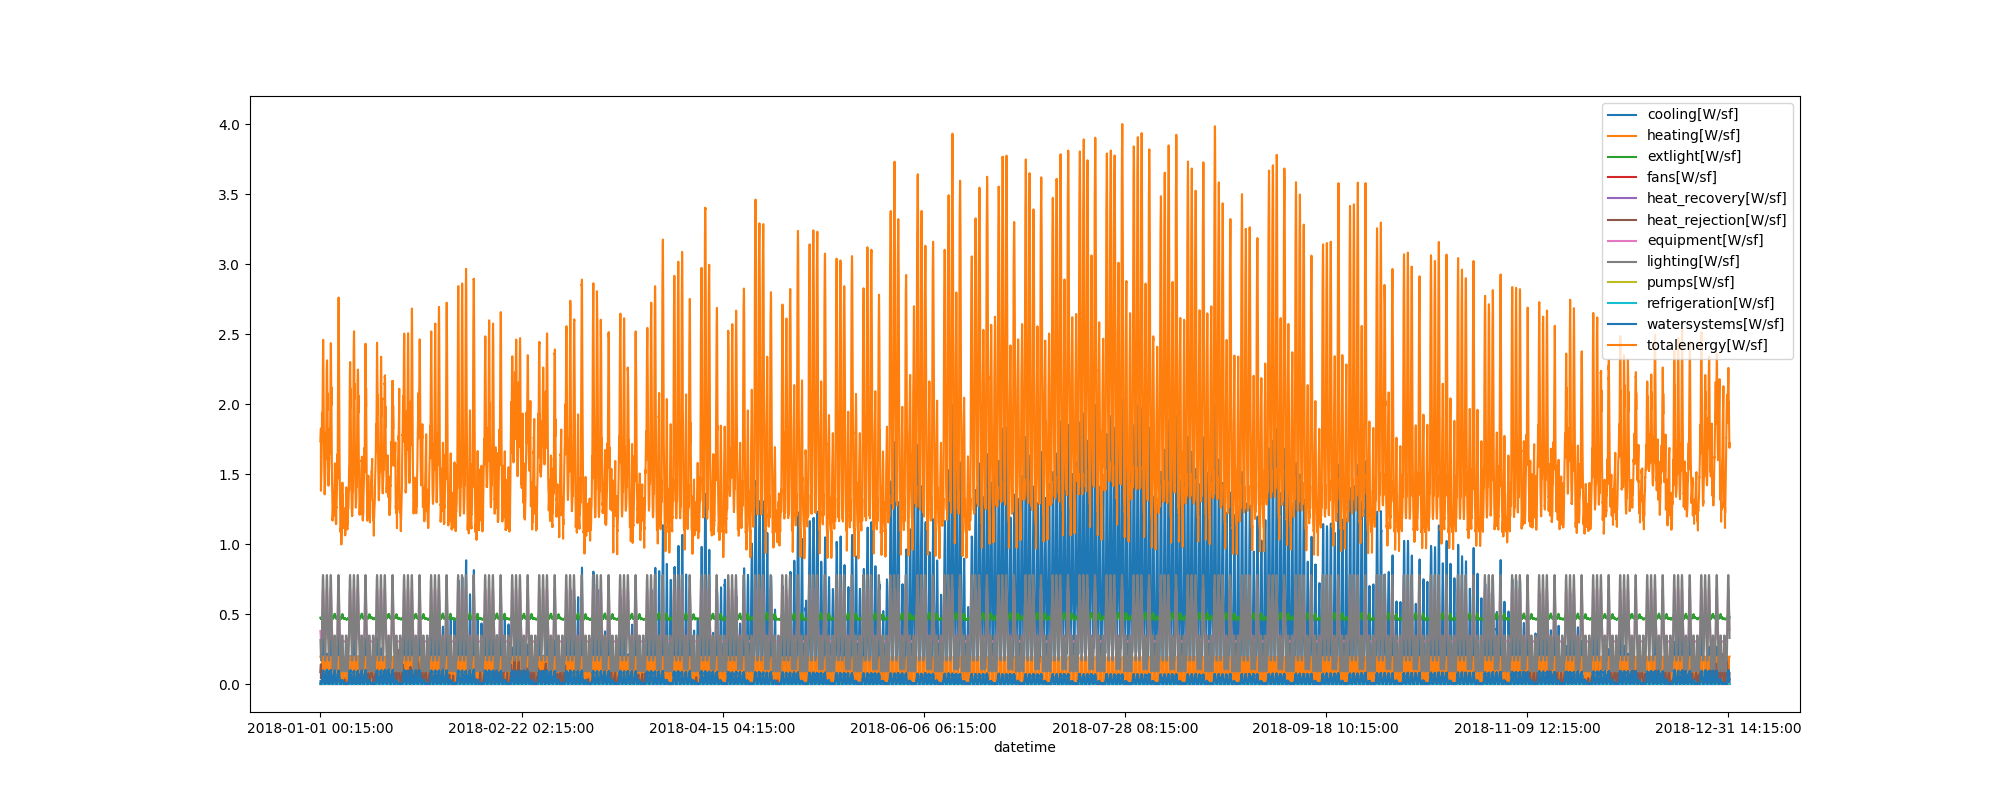 4.0
3.5
3.0
2.5
2.0
1.5
1.0
0.5
0.0
cooling[W/sf]
heating[W/sf]
extlight[W/sf]
fans[W/sf]
heat_recovery[W/sf]
heat_rejection[W/sf]
equipment[W/sf]
lighting[W/sf]
pumps[W/sf]
refrigeration[W/sf]
watersystems[W/sf]
totalenergy[W/sf]
2018-01-01 00:15:00 2018-02-22 02:15:00 2018-04-15 04:15:00 2018-06-06 06:15:00 2018-07-28 08:15:00 2018-09-18 10:15:00 2018-11-09 12:15:00 2018-12-31 14:15:00
datetime